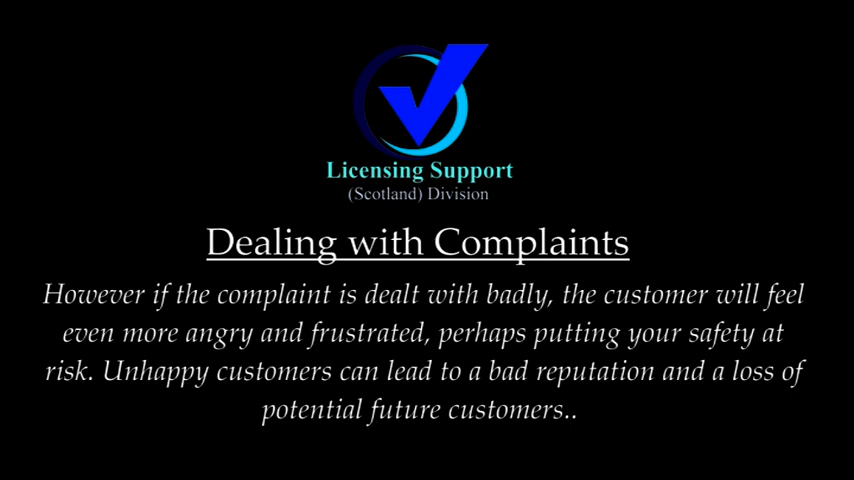 Licensing Support
(Scotland) Division
Dealing with Complaints
However if the complaint is dealt with badly, the customer will feel
even more angry and frustrated, perhaps putting your safety at
risk. Unhappy customers can lead to a bad reputation and a loss of
potential future customers..